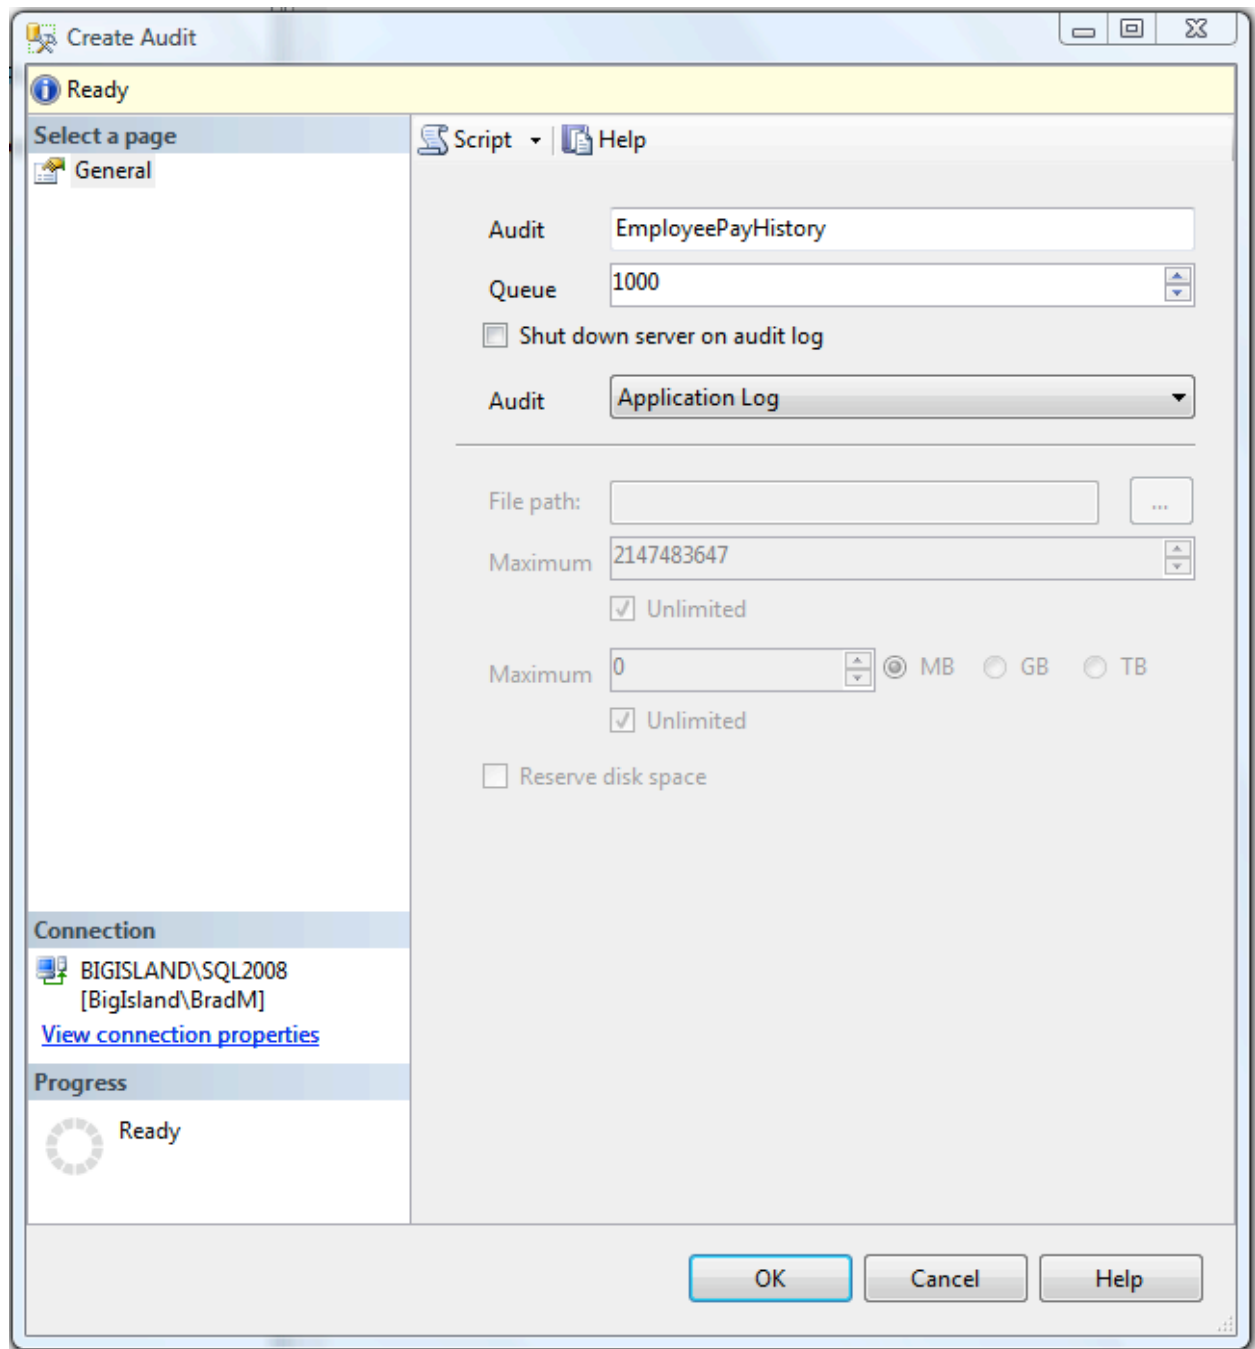 Create Audit
Ready
Select a page
General
Script
Help
Audit
EmployeePayHistory
Queue
1000
Shut down server on audit log
Audit
Application Log
File path:
...
Maximum
2147483647
Unlimited
Maximum
0
MB
GB
TB
Unlimited
Reserve disk space
Connection
BIGISLAND\SQL2008
[BigIsland\BradM]
View connection properties
Progress
Ready
OK
Cancel
Help